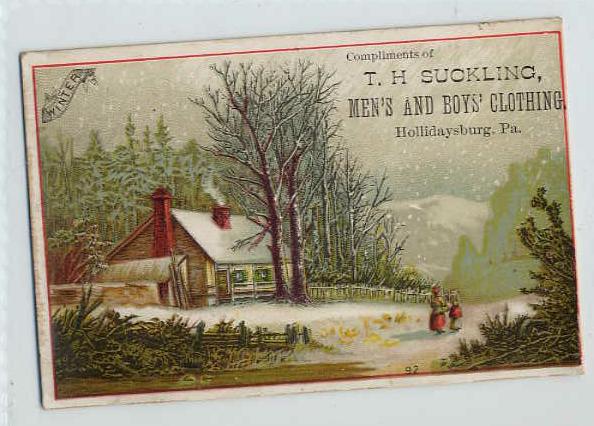 WINTER
Compliments of
T. H SUCKLING,
MEN'S AND BOYS' CLOTHING,
Hollidaysburg, Pa.
92